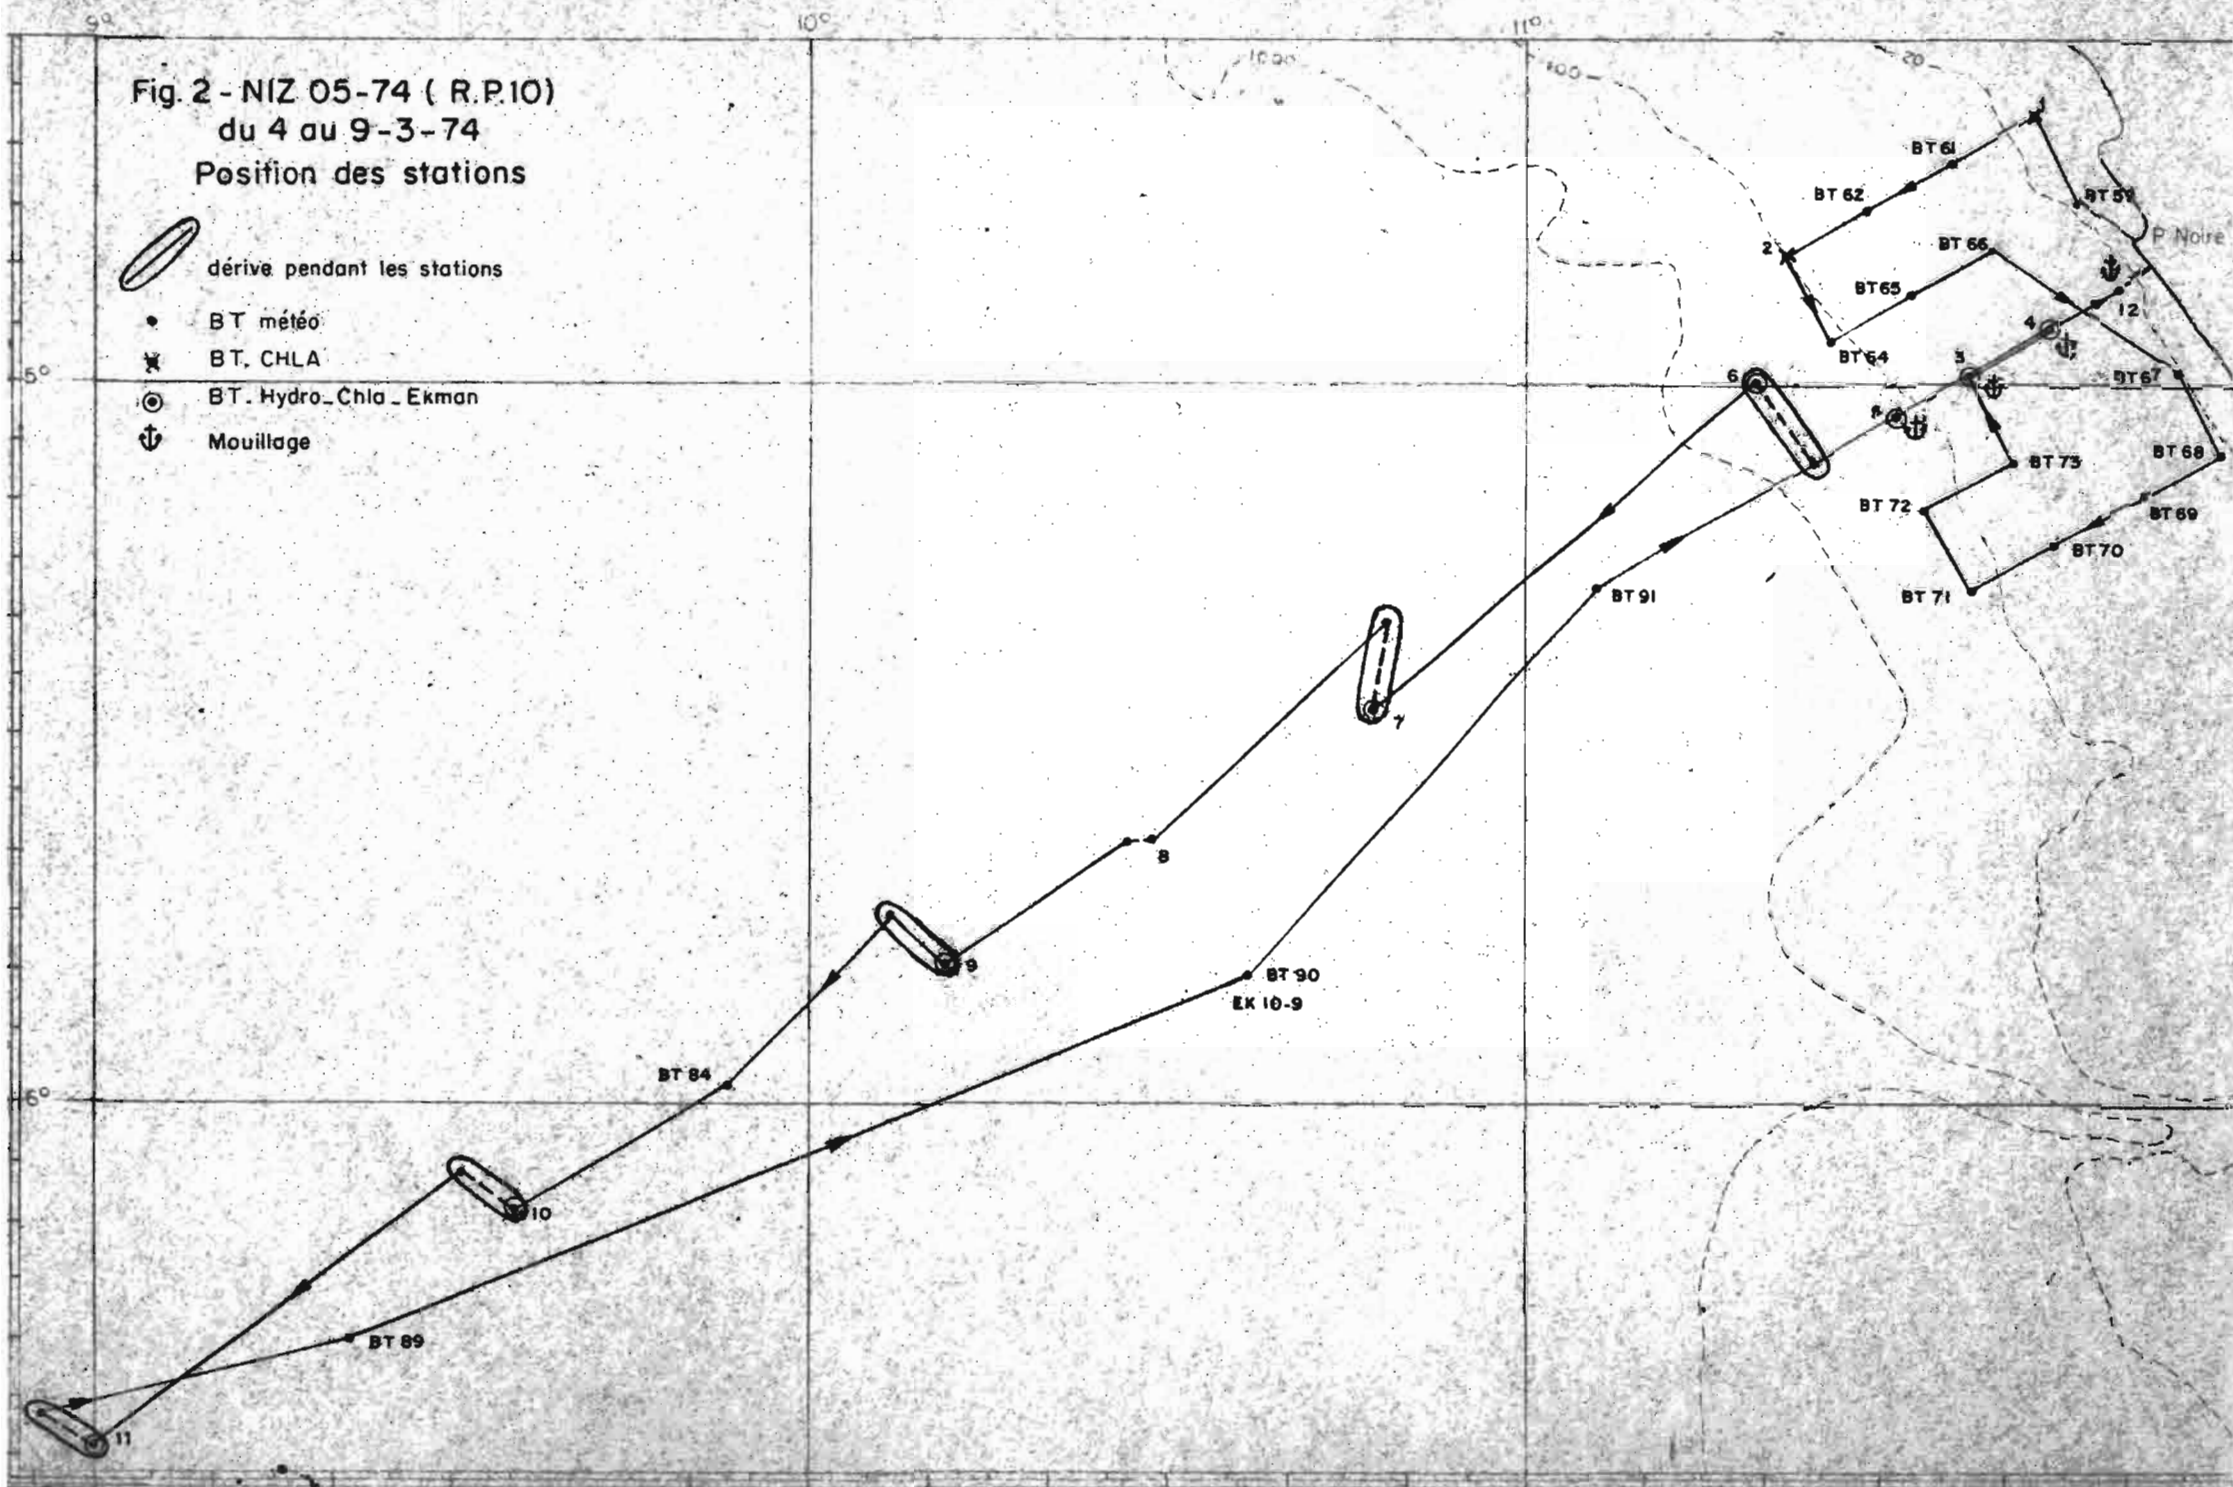 9° 10° 11°
Fig. 2 - NIZ 05-74 ( R.P.10)
du 4 au 9-3-74
Position des stations
dérive pendant les stations
BT météo
BT. CHLA
BT. Hydro_Chla_Ekman
Mouillage
1000
100
20
BT 61
BT 62
BT 59
P. Noire
2
BT 66
BT 65
12
4
BT 64
3
5°
6
BT 67
BT 68
BT 73
BT 72
BT 69
BT 70
BT 71
BT 91
7
8
9
BT 90
EK 10-9
BT 84
6°
10
BT 89
11